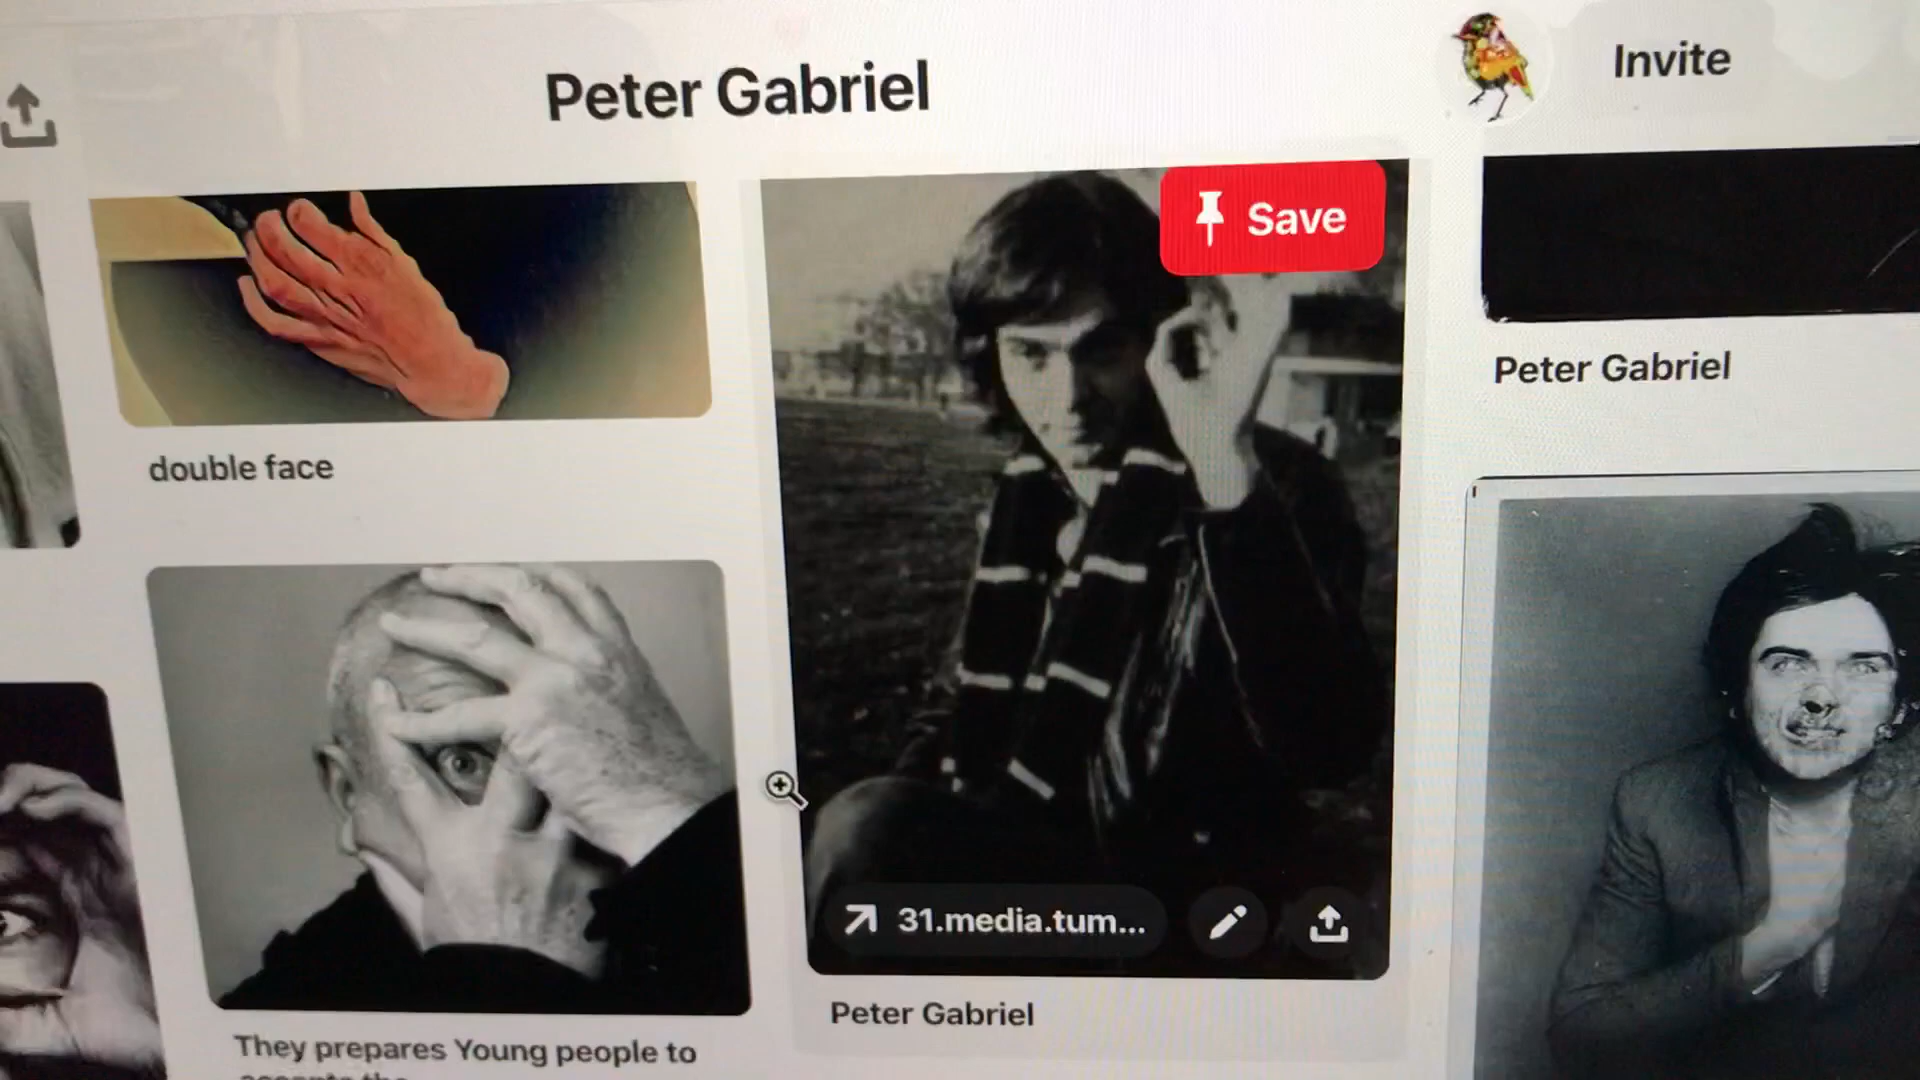 Peter Gabriel
Invite
Save
Peter Gabriel
double face
31.media.tum...
Peter Gabriel
They prepares Young people to